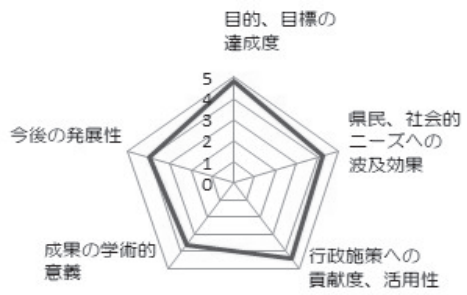 目的、目標の
達成度
5
4
3
2
1
0
県民、社会的
ニーズへの
波及効果
行政施策への
貢献度、活用性
成果の学術的
意義
今後の発展性